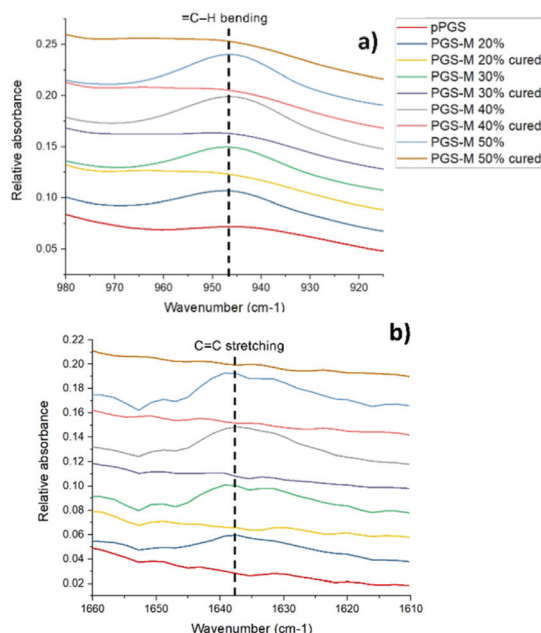 =C–H bending
a)
0.25
0.20
0.15
0.10
0.05
Relative absorbance
980 970 960 950 940 930 920
Wavenumber (cm-1)
pPGS
PGS-M 20%
PGS-M 20% cured
PGS-M 30%
PGS-M 30% cured
PGS-M 40%
PGS-M 40% cured
PGS-M 50%
PGS-M 50% cured
b)
C=C stretching
0.22
0.20
0.18
0.16
0.14
0.12
0.10
0.08
0.06
0.04
0.02
Relative absorbance
1660 1650 1640 1630 1620 1610
Wavenumber (cm-1)